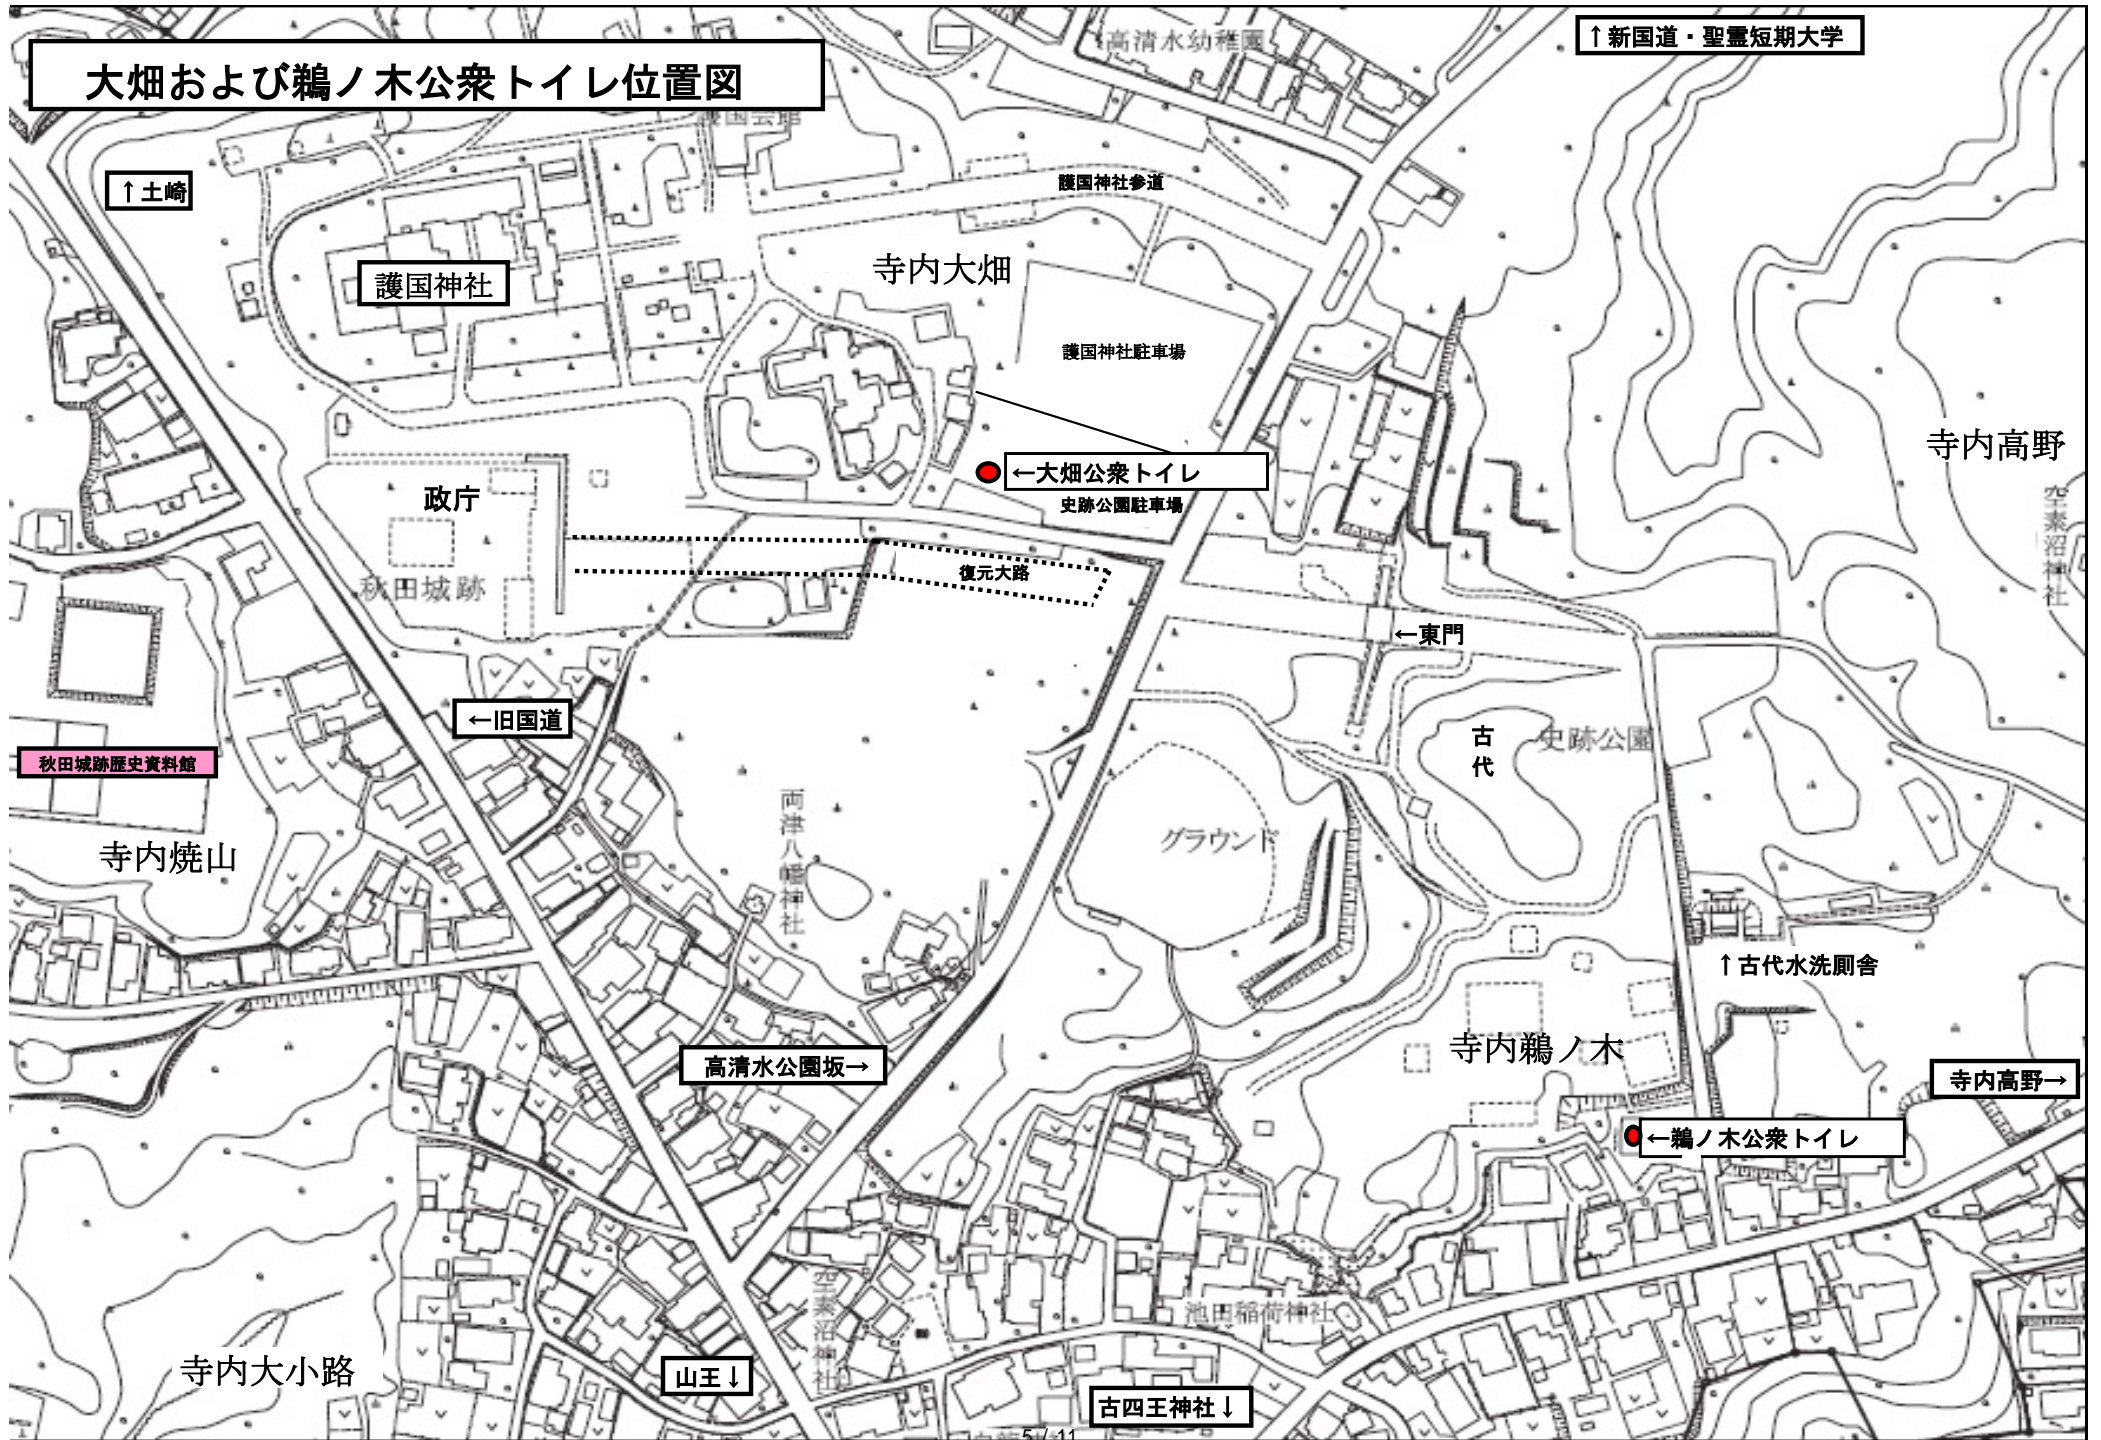 ↑新国道・聖霊短期大学
高清水幼稚園
大畑および鵜ノ木公衆トイレ位置図
護国会館
↑土崎
護国神社参道
寺内大畑
護国神社
護国神社駐車場
寺内高野
←大畑公衆トイレ
政庁
史跡公園駐車場
空素沼神社
復元大路
秋田城跡
←東門
←旧国道
古代
史跡公園
秋田城跡歴史資料館
両津八幡神社
グラウンド
寺内焼山
↑古代水洗厠舎
寺内鵜ノ木
高清水公園坂→
寺内高野→
←鵜ノ木公衆トイレ
空素沼神社
池田稲荷神社
寺内大小路
山王↓
古四王神社↓
5 / 11